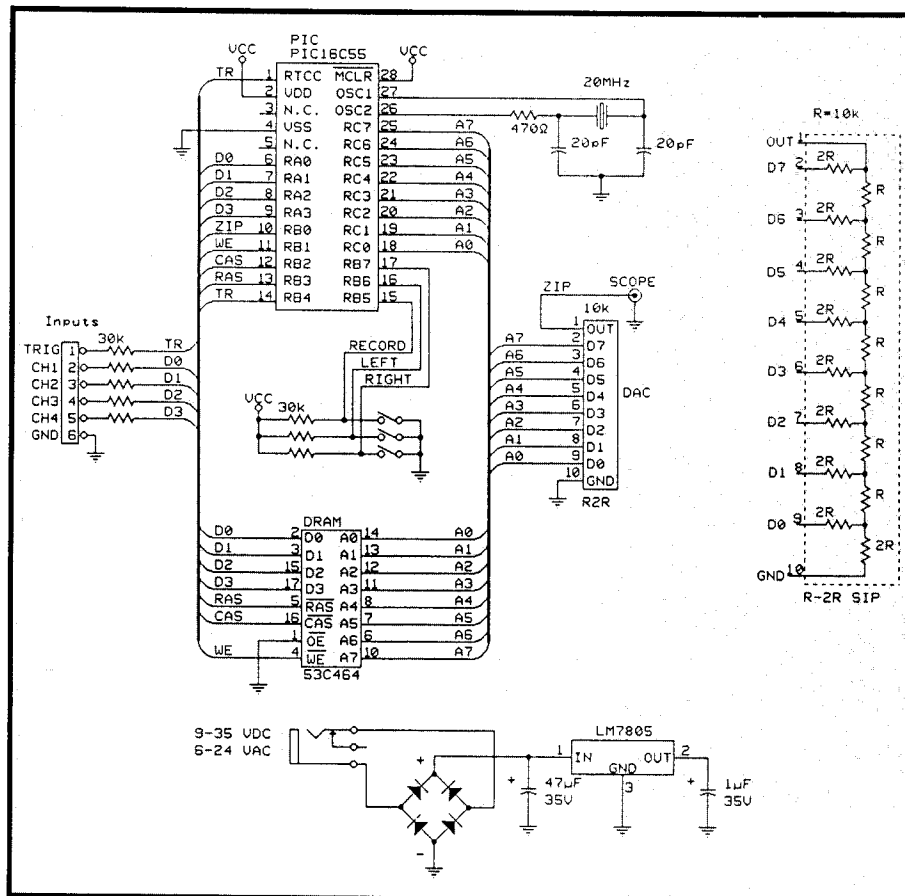 PIC
PIC16C55
VCC
VCC
TR 1 RTCC MCLR 28
2 VDD OSC1 27
3 N.C. OSC2 26
4 VSS RC7 25 A7
5 N.C. RC6 24 A6
D0 6 RA0 RC5 23 A5
D1 7 RA1 RC4 22 A4
D2 8 RA2 RC3 21 A3
D3 9 RA3 RC2 20 A2
ZIP 10 RB0 RC1 19 A1
WE 11 RB1 RC0 18 A0
CAS 12 RB2 RB7 17
RAS 13 RB3 RB6 16
TR 14 RB4 RB5 15
20MHz
470Ω
20pF
20pF
Inputs
30k
TRIG 1 TR
CH1 2 D0
CH2 3 D1
CH3 4 D2
CH4 5 D3
GND 6
RECORD
LEFT
RIGHT
VCC
30k
ZIP
SCOPE
10k
1 OUT
A7 2 D7
A6 3 D6
A5 4 D5
A4 5 D4
A3 6 D3
A2 7 D2
A1 8 D1
A0 9 D0
10 GND
DAC
R2R
R=10k
OUT 1
D7 2 2R
R
D6 3 2R
R
D5 4 2R
R
D4 5 2R
R
D3 6 2R
R
D2 7 2R
R
D1 8 2R
R
D0 9 2R
2R
GND 10
R-2R SIP
DRAM
D0 2 D0 A0 14 A0
D1 3 D1 A1 13 A1
D2 15 D2 A2 12 A2
D3 17 D3 A3 11 A3
RAS 5 RAS A4 8 A4
CAS 16 CAS A5 7 A5
1 OE A6 6 A6
WE 4 WE A7 10 A7
53C464
9-35 VDC
6-24 VAC
+
-
LM7805
1 IN OUT 2
GND
3
+ 47µF
35V
+ 1µF
35V